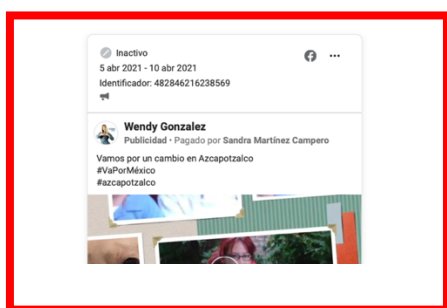 Inactivo
5 abr 2021 - 10 abr 2021
Identificador: 482846216238569
Wendy Gonzalez
Publicidad • Pagado por Sandra Martínez Campero
Vamos por un cambio en Azcapotzalco
#VaPorMéxico
#azcapotzalco